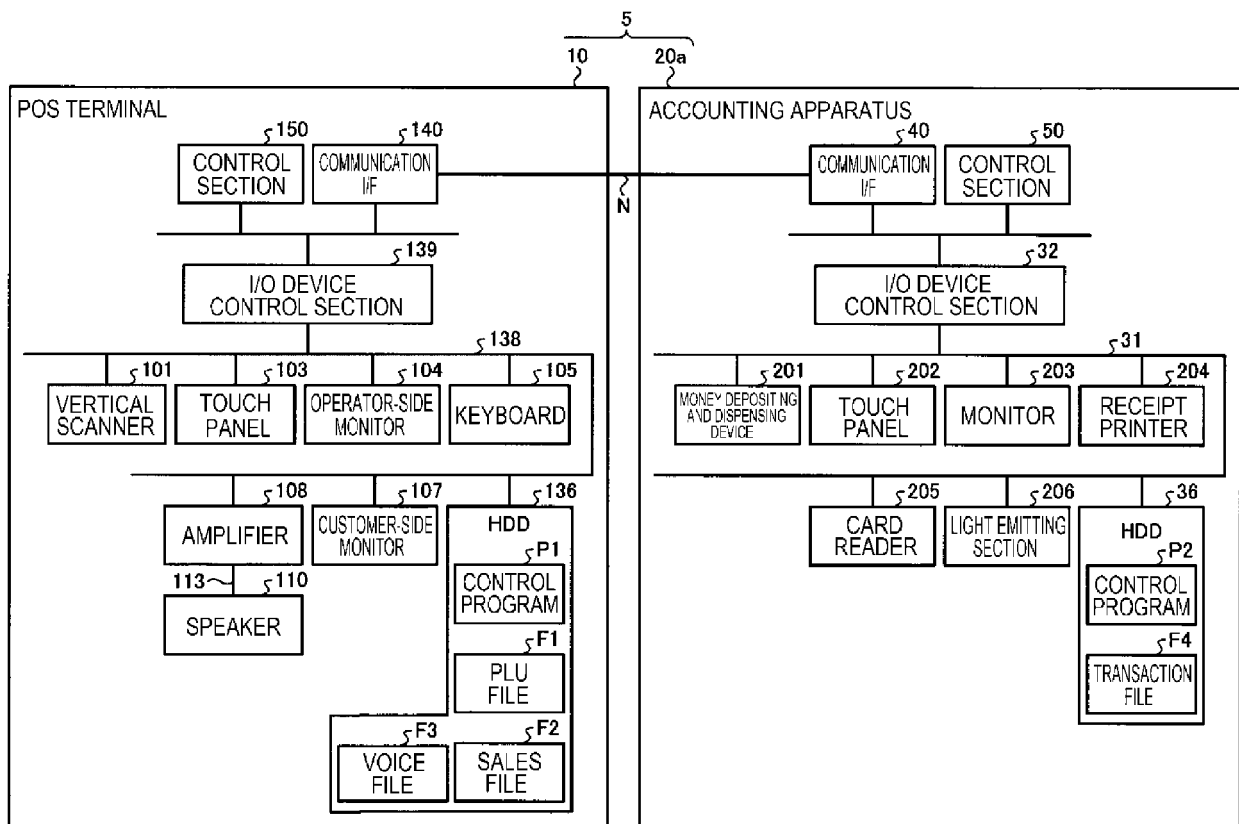 5
10
20a
POS TERMINAL
150
CONTROL
SECTION
140
COMMUNICATION
I/F
N
139
I/O DEVICE
CONTROL SECTION
138
101
VERTICAL
SCANNER
103
TOUCH
PANEL
104
OPERATOR-SIDE
MONITOR
105
KEYBOARD
108
AMPLIFIER
107
CUSTOMER-SIDE
MONITOR
136
HDD
P1
CONTROL
PROGRAM
113
110
SPEAKER
F1
PLU
FILE
F3
VOICE
FILE
F2
SALES
FILE
ACCOUNTING APPARATUS
40
COMMUNICATION
I/F
50
CONTROL
SECTION
32
I/O DEVICE
CONTROL SECTION
31
201
MONEY DEPOSITING
AND DISPENSING
DEVICE
202
TOUCH
PANEL
203
MONITOR
204
RECEIPT
PRINTER
205
CARD
READER
206
LIGHT EMITTING
SECTION
36
HDD
P2
CONTROL
PROGRAM
F4
TRANSACTION
FILE